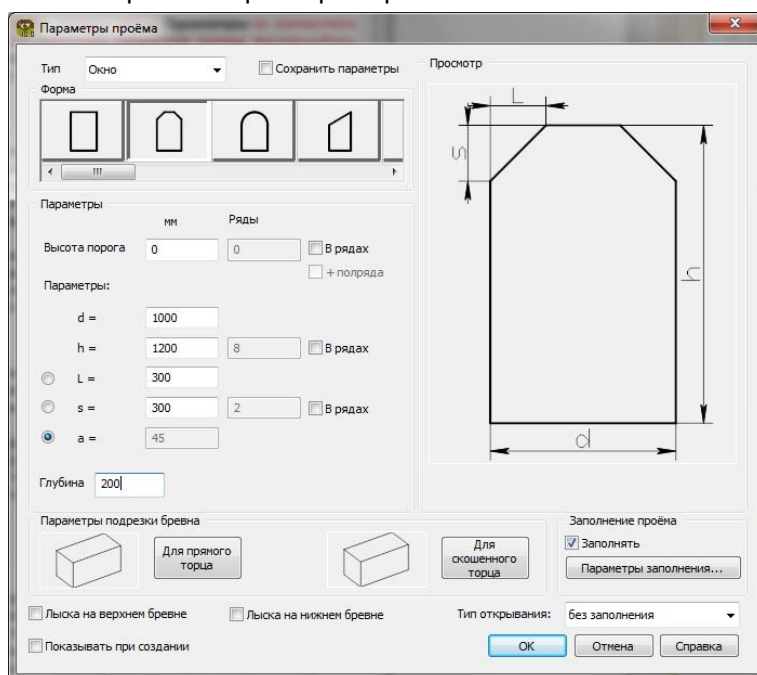 Параметры проёма
Тип Окно Сохранить параметры
Форма
Параметры
мм Ряды
Высота порога 0 0 В рядах
+ полряда
Параметры:
d = 1000
h = 1200 8 В рядах
L = 300
s = 300 2 В рядах
a = 45
Глубина 200
Просмотр
L
S
h
d
Параметры подрезки бревна
Для прямого торца
Для скошенного торца
Заполнение проёма
Заполнять
Параметры заполнения...
Лыска на верхнем бревне Лыска на нижнем бревне Тип открывания: без заполнения
Показывать при создании ОК Отмена Справка